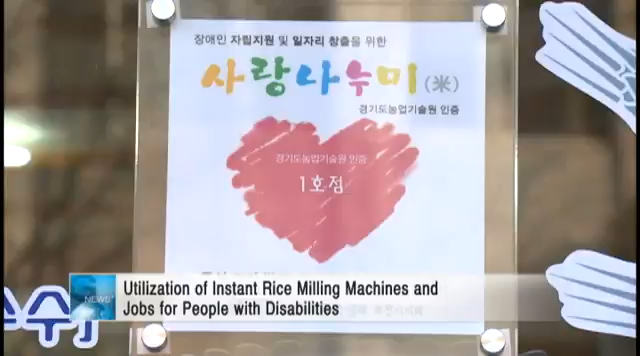 장애인 자립지원 및 일자리 창출을 위한
사랑나누미(米)
경기도농업기술원 인증
경기도농업기술원 인증
1호점
NEWS
Utilization of Instant Rice Milling Machines and
Jobs for People with Disabilities